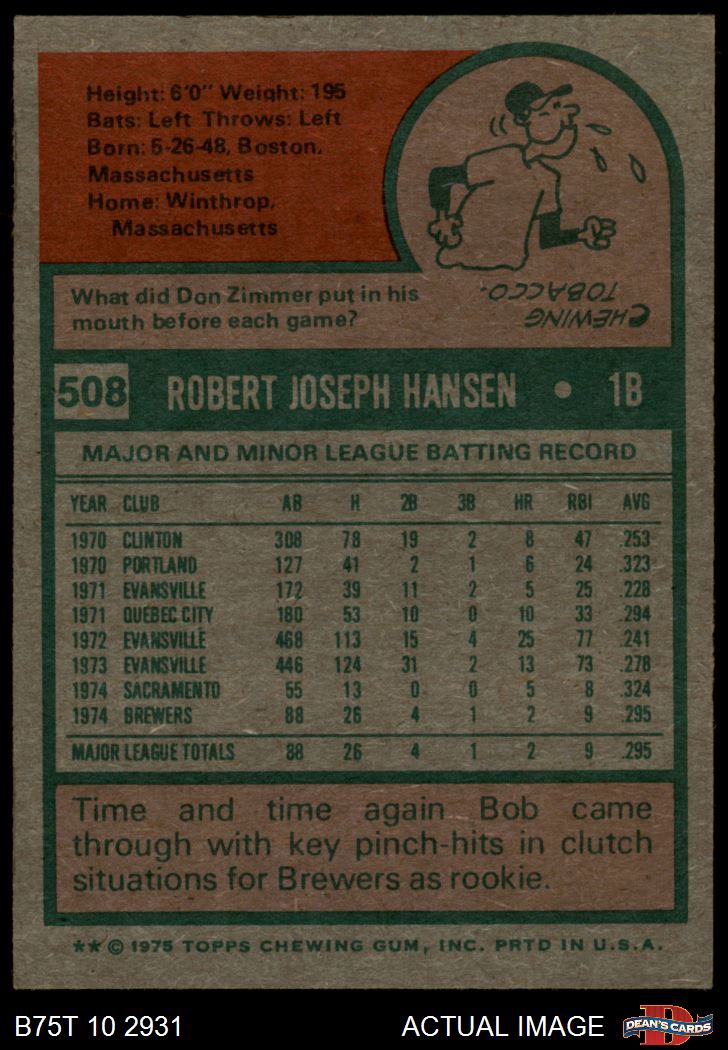 Height: 6'0" Weight: 195
Bats: Left Throws: Left
Born: 5-26-48, Boston,
Massachusetts
Home: Winthrop,
Massachusetts
What did Don Zimmer put in his
mouth before each game?
CHEWING
TOBACCO.
508 ROBERT JOSEPH HANSEN • 1B
MAJOR AND MINOR LEAGUE BATTING RECORD
YEAR CLUB AB H 2B 3B HR RBI AVG
1970 CLINTON 308 78 19 2 8 47 .253
1970 PORTLAND 127 41 2 1 6 24 .323
1971 EVANSVILLE 172 39 11 2 5 25 .228
1971 QUEBEC CITY 180 53 10 0 10 33 .294
1972 EVANSVILLE 468 113 15 4 25 77 .241
1973 EVANSVILLE 446 124 31 2 13 73 .278
1974 SACRAMENTO 55 13 0 0 5 8 .324
1974 BREWERS 88 26 4 1 2 9 .295
MAJOR LEAGUE TOTALS 88 26 4 1 2 9 .295
Time and time again Bob came
through with key pinch-hits in clutch
situations for Brewers as rookie.
** © 1975 TOPPS CHEWING GUM, INC. PRTD IN U.S.A.
B75T 10 2931 ACTUAL IMAGE D DEAN'S CARDS